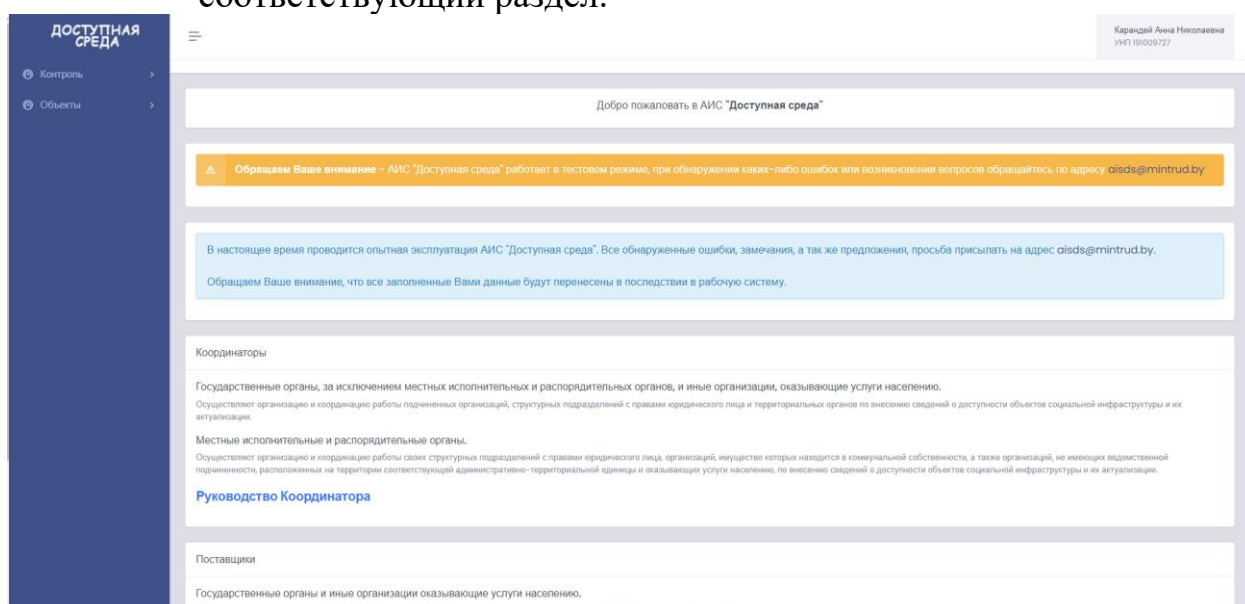 соответствующий раздел.
ДОСТУПНАЯ
СРЕДА
Карандей Анна Николаевна
УНП 191009727
Контроль
Объекты
Добро пожаловать в АИС "Доступная среда"
Обращаем Ваше внимание - АИС "Доступная среда" работает в тестовом режиме, при обнаружении каких-либо ошибок или возникновении вопросов обращайтесь по адресу aisds@mintrud.by
В настоящее время проводится опытная эксплуатация АИС "Доступная среда". Все обнаруженные ошибки, замечания, а так же предложения, просьба присылать на адрес aisds@mintrud.by.
Обращаем Ваше внимание, что все заполненные Вами данные будут перенесены в последствии в рабочую систему.
Координаторы
Государственные органы, за исключением местных исполнительных и распорядительных органов, и иные организации, оказывающие услуги населению.
Осуществляют организацию и координацию работы подчиненных организаций, структурных подразделений с правами юридического лица и территориальных органов по внесению сведений о доступности объектов социальной инфраструктуры и их
актуализации.
Местные исполнительные и распорядительные органы.
Осуществляют организацию и координацию работы своих структурных подразделений с правами юридического лица, организаций, имущество которых находится в коммунальной собственности, а также организаций, не имеющих ведомственной
подчиненности, расположенных на территории соответствующей административно-территориальной единицы и оказывающих услуги населению, по внесению сведений о доступности объектов социальной инфраструктуры и их актуализации.
Руководство Координатора
Поставщики
Государственные органы и иные организации оказывающие услуги населению.